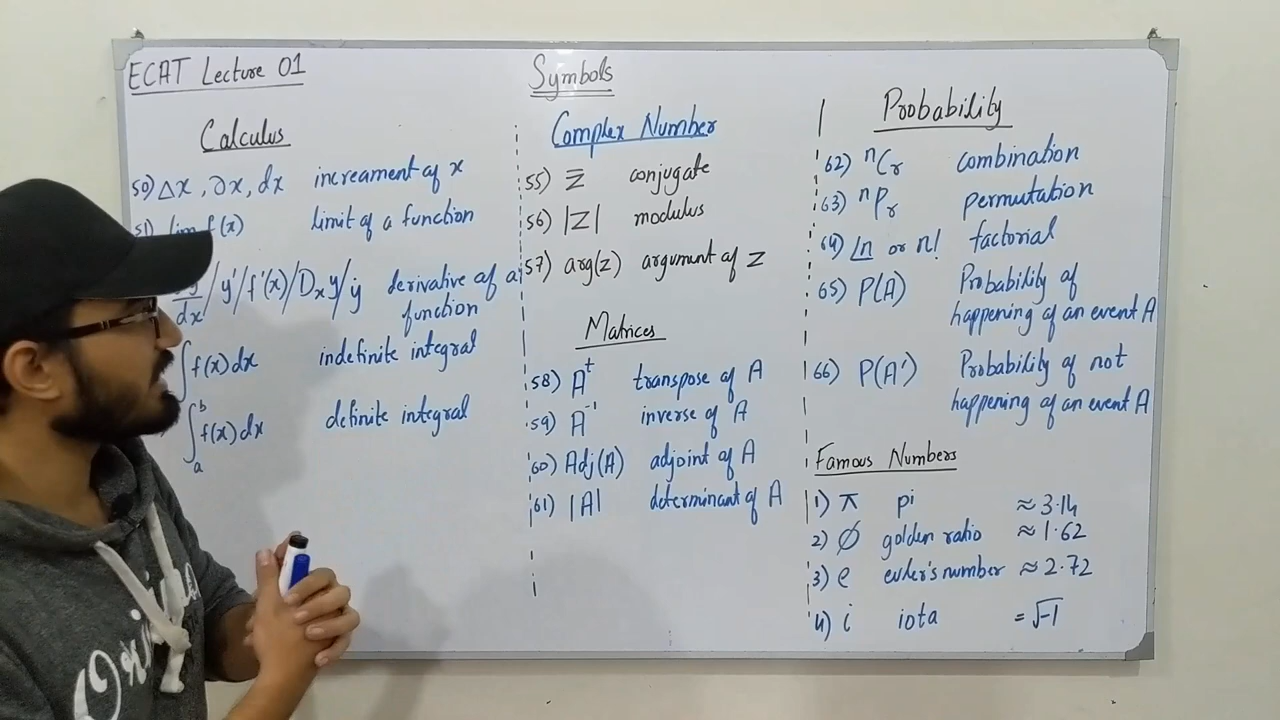 ECAT Lecture 01
Symbols
Calculus
50) Δx, ∂x, dx increament of x
51) lim f(x) limit of a function
dx / y' / f'(x) / Dₓy / ẏ derivative of a
function
∫ f(x) dx indefinite integral
∫ₐᵇ f(x) dx definite integral
Complex Number
55) z̄ conjugate
56) |Z| modulus
57) arg(z) argument of Z
Matrices
58) Aᵗ transpose of A
59) A⁻¹ inverse of A
60) Adj(A) adjoint of A
61) |A| determinant of A
Probability
62) ⁿCᵣ combination
63) ⁿPᵣ permutation
64) |n or n! factorial
65) P(A) Probability of
happening of an event A
66) P(A') Probability of not
happening of an event A
Famous Numbers
1) π pi ≈ 3.14
2) ∅ golden ratio ≈ 1.62
3) e euler's number ≈ 2.72
4) i iota = √-1